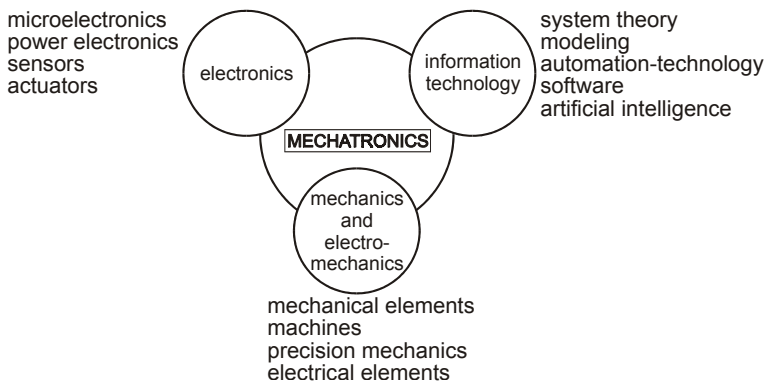 microelectronics
power electronics
sensors
actuators
electronics
information
technology
system theory
modeling
automation-technology
software
artificial intelligence
MECHATRONICS
mechanics
and
electro-
mechanics
mechanical elements
machines
precision mechanics
electrical elements